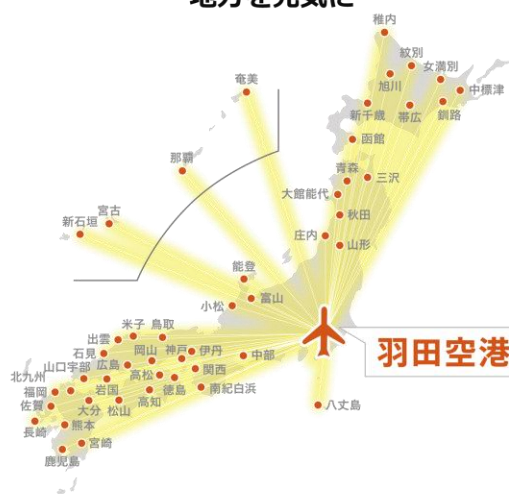 地方を元気に
稚内
紋別
女満別
旭川
中標津
新千歳
帯広
釧路
函館
奄美
那覇
宮古
新石垣
青森
三沢
大館能代
秋田
庄内
山形
能登
富山
小松
米子
鳥取
出雲
石見
岡山
神戸
伊丹
中部
羽田空港
山口宇部
広島
高松
関西
北九州
福岡
岩国
徳島
南紀白浜
佐賀
大分
松山
高知
八丈島
長崎
熊本
宮崎
鹿児島